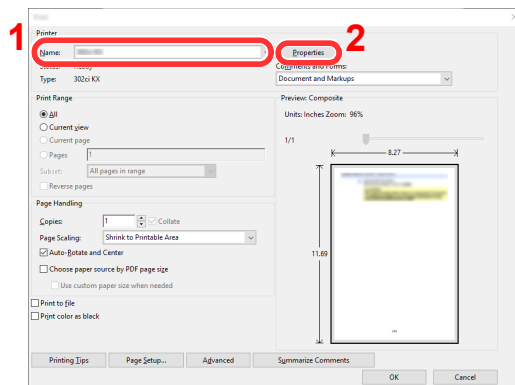 1
2
Printer
Name:
Properties
Comments and Forms:
Type: 302ci KX
Document and Markups
Print Range
Preview: Composite
All
Units: Inches Zoom: 96%
Current view
Current page
1/1
Pages 1
8.27
Subset: All pages in range
Reverse pages
Page Handling
Copies: 1 Collate
Page Scaling: Shrink to Printable Area
Auto-Rotate and Center
11.69
Choose paper source by PDF page size
Use custom paper size when needed
Print to file
Print color as black
Printing Tips Page Setup... Advanced Summarize Comments
OK Cancel